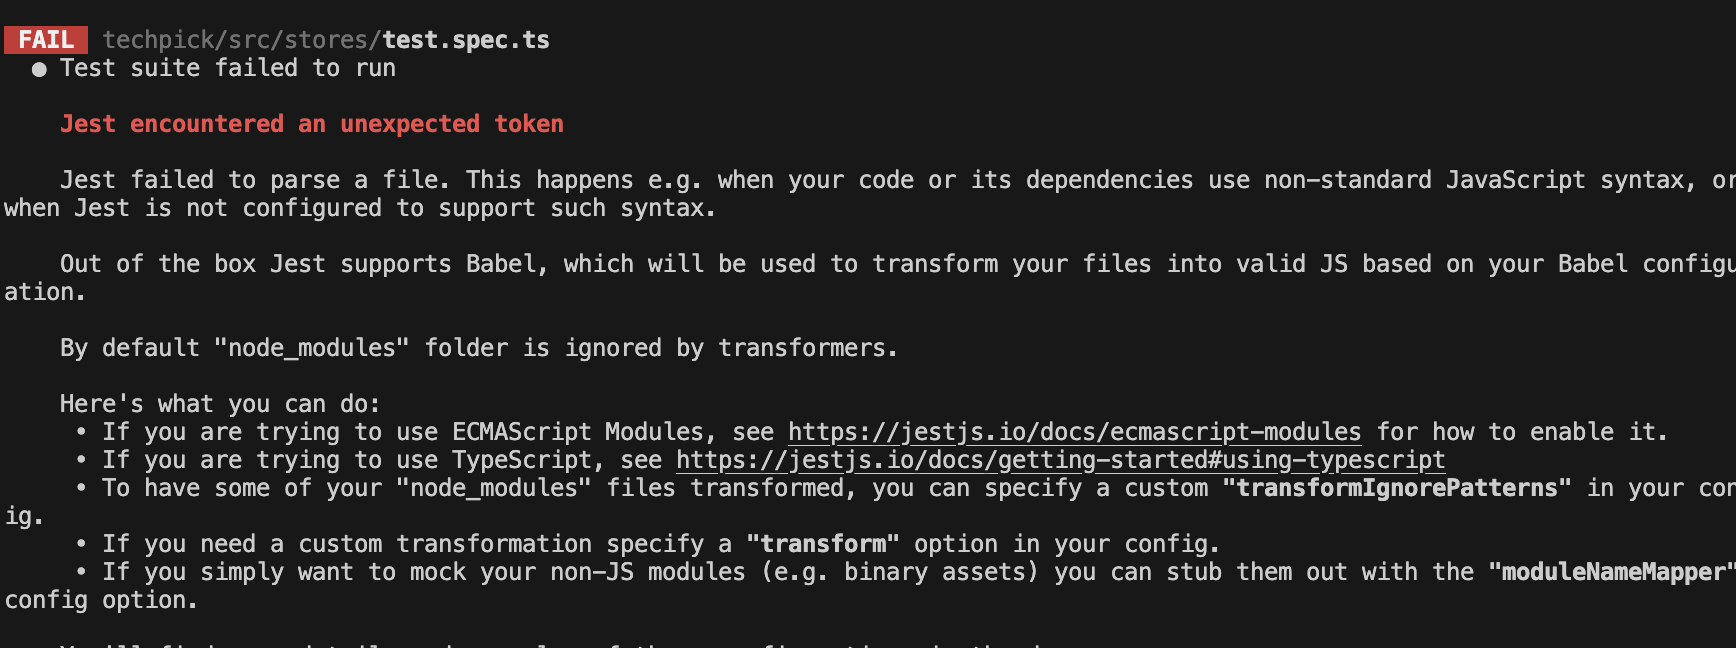 FAIL techpick/src/stores/test.spec.ts
● Test suite failed to run
Jest encountered an unexpected token
Jest failed to parse a file. This happens e.g. when your code or its dependencies use non-standard JavaScript syntax, or
when Jest is not configured to support such syntax.
Out of the box Jest supports Babel, which will be used to transform your files into valid JS based on your Babel configu
ation.
By default "node_modules" folder is ignored by transformers.
Here's what you can do:
• If you are trying to use ECMAScript Modules, see https://jestjs.io/docs/ecmascript-modules for how to enable it.
• If you are trying to use TypeScript, see https://jestjs.io/docs/getting-started#using-typescript
• To have some of your "node_modules" files transformed, you can specify a custom "transformIgnorePatterns" in your con
ig.
• If you need a custom transformation specify a "transform" option in your config.
• If you simply want to mock your non-JS modules (e.g. binary assets) you can stub them out with the "moduleNameMapper"
config option.